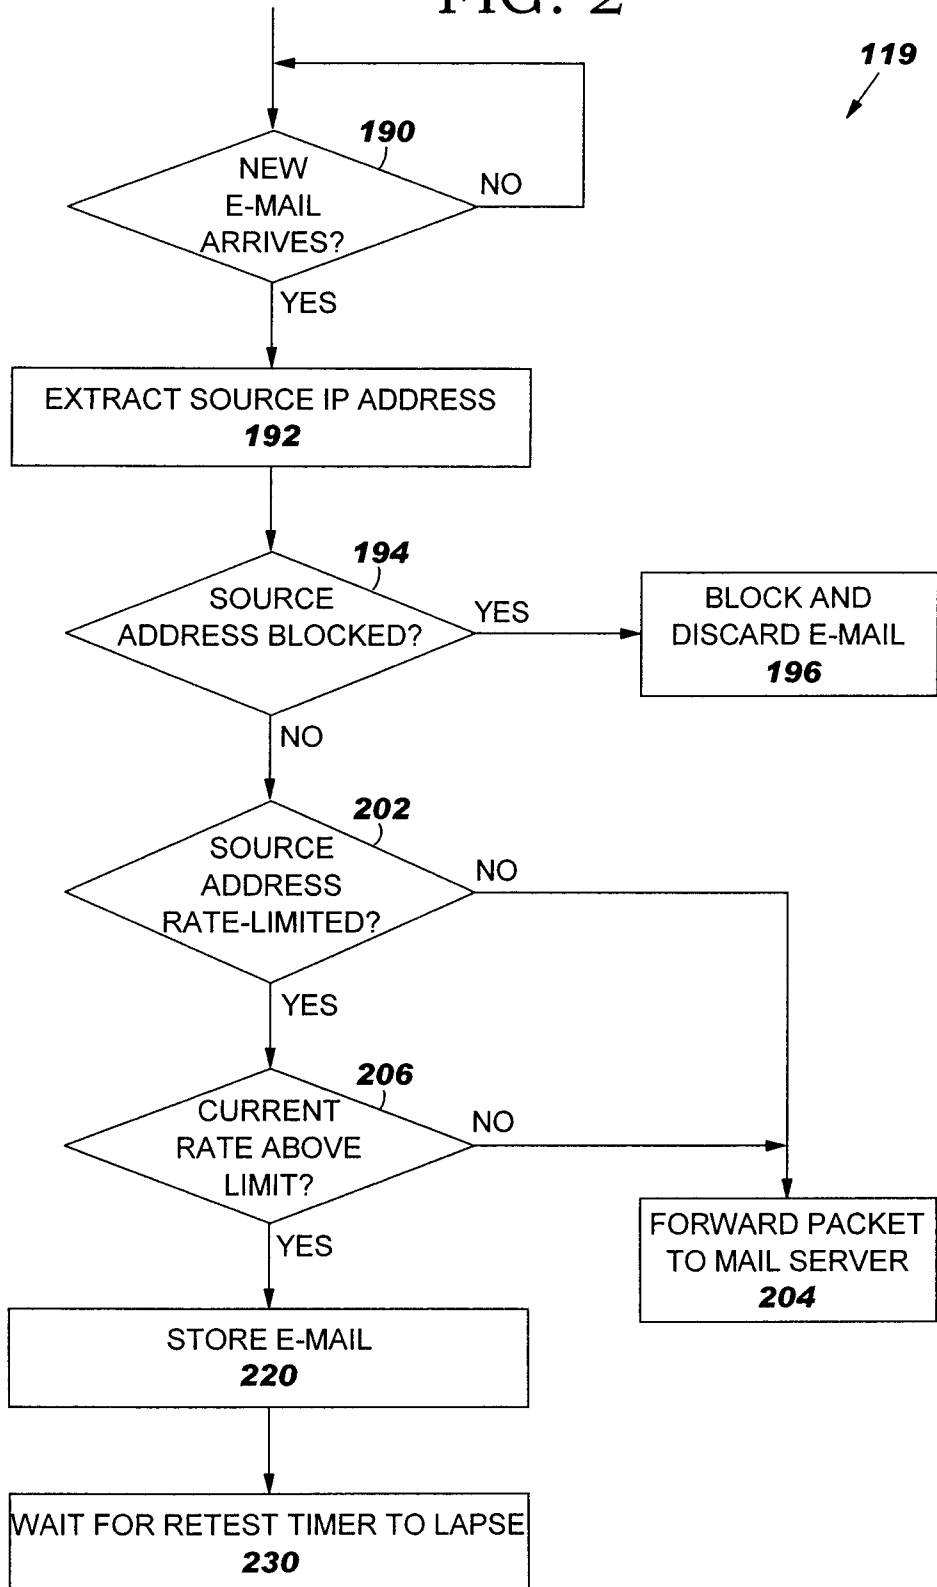 FIG. 2
119
190
NEW
E-MAIL
ARRIVES?
NO
YES
EXTRACT SOURCE IP ADDRESS
192
194
SOURCE
ADDRESS BLOCKED?
YES
BLOCK AND
DISCARD E-MAIL
196
NO
202
SOURCE
ADDRESS
RATE-LIMITED?
NO
YES
206
CURRENT
RATE ABOVE
LIMIT?
NO
YES
FORWARD PACKET
TO MAIL SERVER
204
STORE E-MAIL
220
WAIT FOR RETEST TIMER TO LAPSE
230